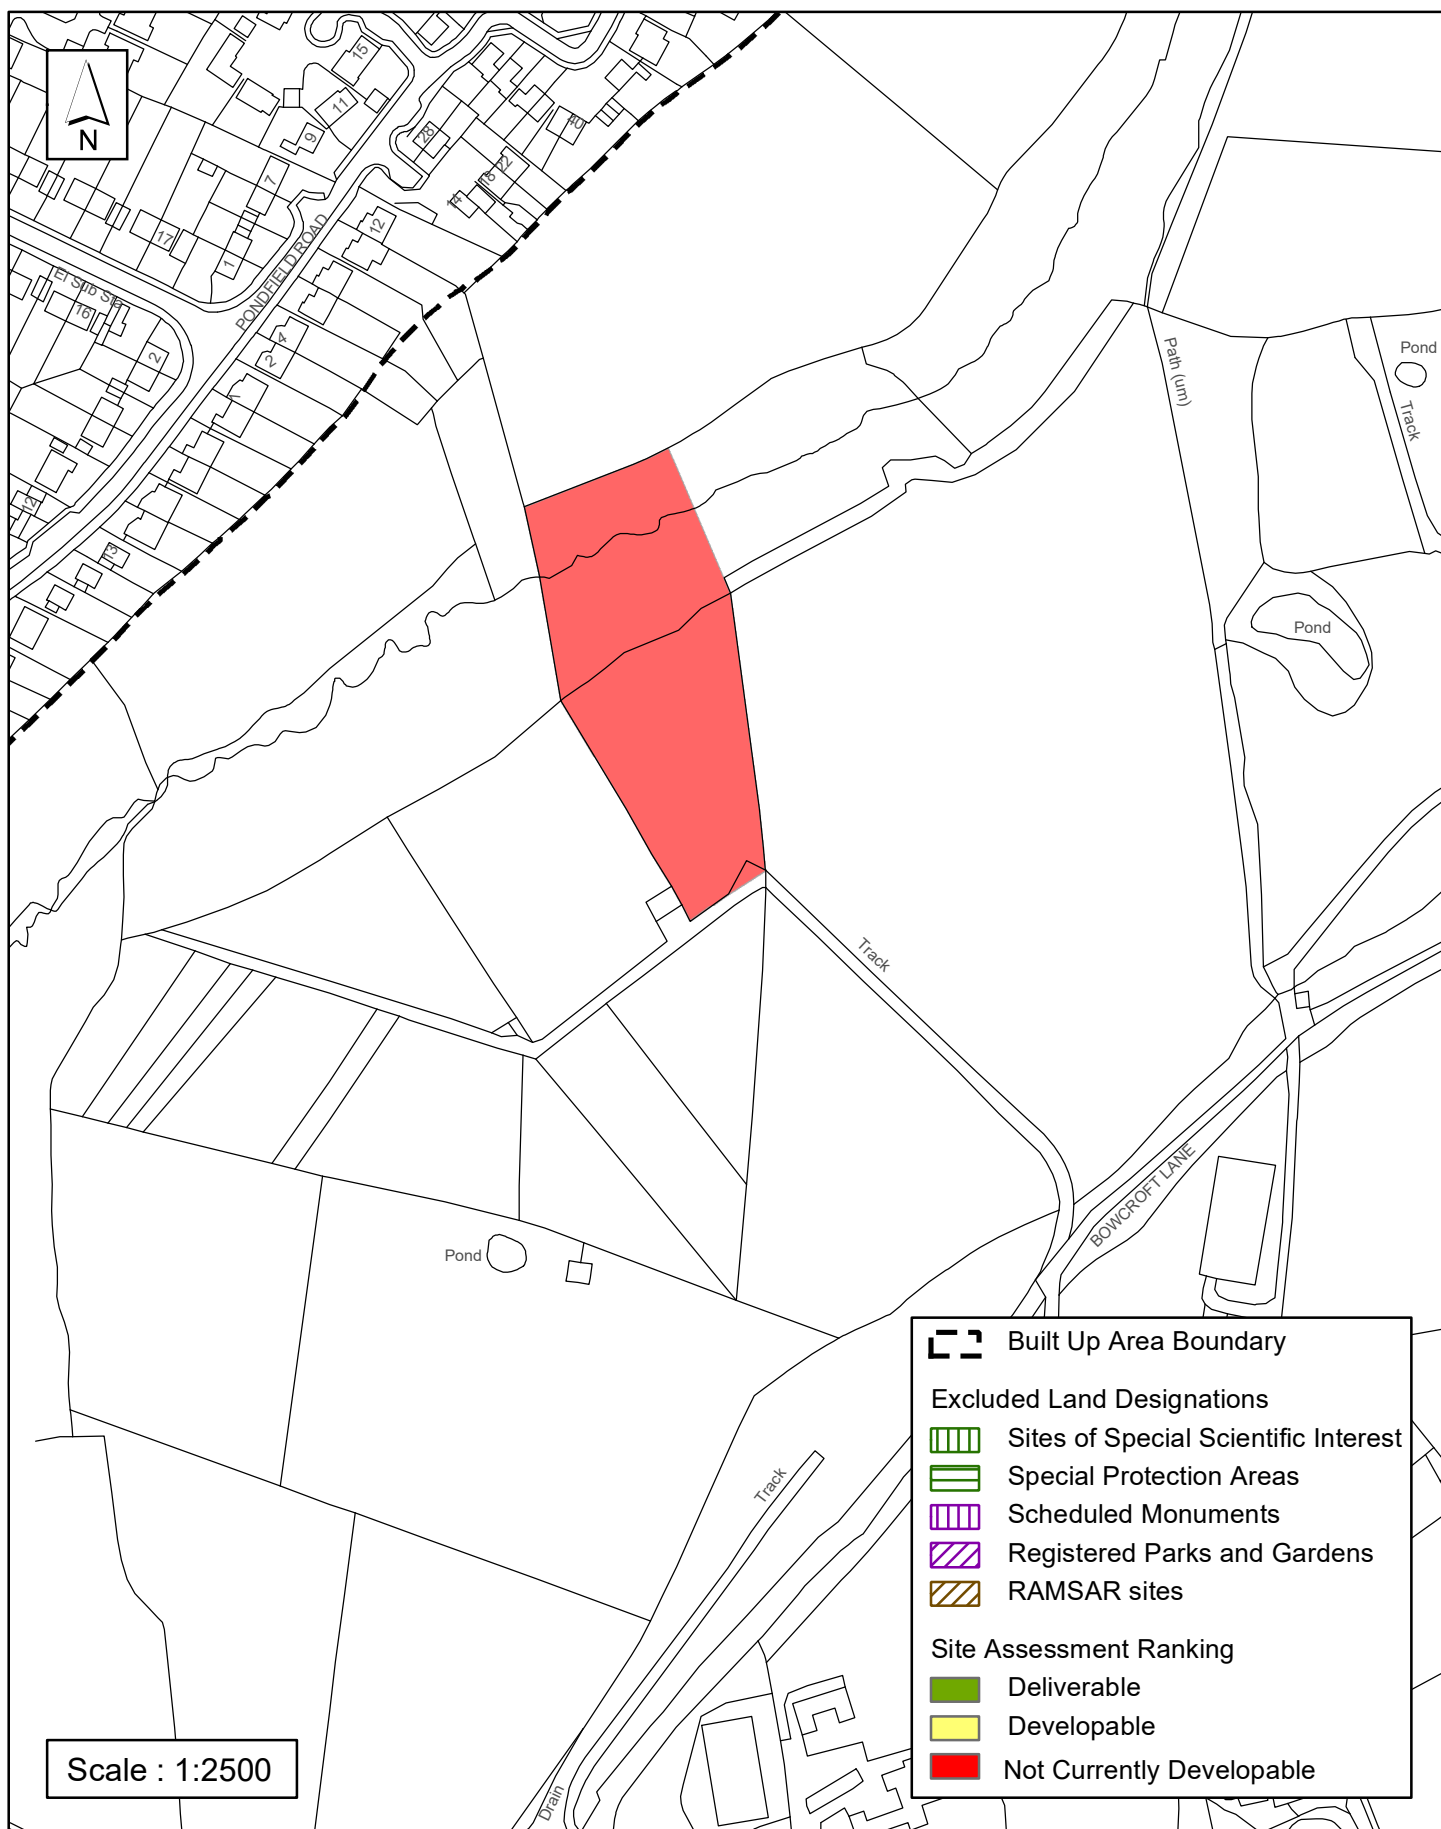 N
15
11
9
7
28
40
22
18
14
12
17
1
PONDFIELD ROAD
El Sub Sta
16
2
4
2
1
12
13
Path (um)
Pond
Track
Pond
Track
BOWCROFT LANE
Pond
Track
Drain
Built Up Area Boundary
Excluded Land Designations
Sites of Special Scientific Interest
Special Protection Areas
Scheduled Monuments
Registered Parks and Gardens
RAMSAR sites
Site Assessment Ranking
Deliverable
Developable
Not Currently Developable
Scale : 1:2500